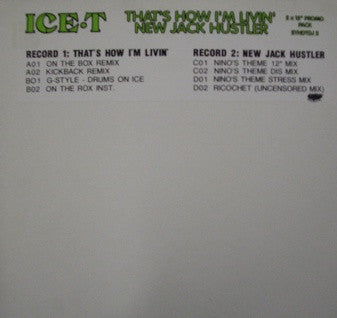 ICE-T
THAT'S HOW I'M LIVIN'
NEW JACK HUSTLER
2 x 12" PROMO
PACK
SYNDTDJ 5
RECORD 1: THAT'S HOW I'M LIVIN'
A01 ON THE BOX REMIX
A02 KICKBACK REMIX
B01 G-STYLE - DRUMS ON ICE
B02 ON THE ROX INST.
RECORD 2: NEW JACK HUSTLER
C01 NINO'S THEME 12" MIX
C02 NINO'S THEME DIS MIX
D01 NINO'S THEME STRESS MIX
D02 RICOCHET (UNCENSORED MIX)